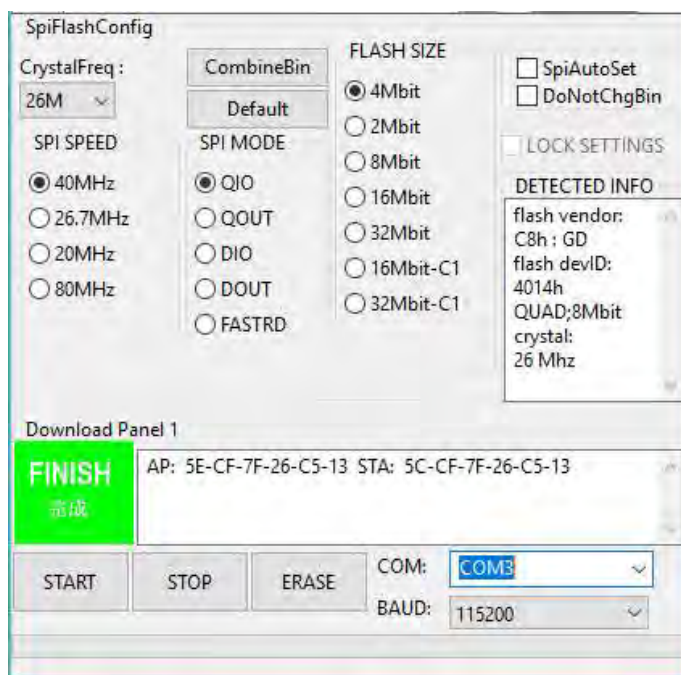 SpiFlashConfig
CrystalFreq :
26M
CombineBin
Default
SPI SPEED
40MHz
26.7MHz
20MHz
80MHz
SPI MODE
QIO
QOUT
DIO
DOUT
FASTRD
FLASH SIZE
4Mbit
2Mbit
8Mbit
16Mbit
32Mbit
16Mbit-C1
32Mbit-C1
SpiAutoSet
DoNotChgBin
LOCK SETTINGS
DETECTED INFO
flash vendor:
C8h : GD
flash devID:
4014h
QUAD;8Mbit
crystal:
26 Mhz
Download Panel 1
FINISH
完成
AP: 5E-CF-7F-26-C5-13 STA: 5C-CF-7F-26-C5-13
START
STOP
ERASE
COM:
COM3
BAUD:
115200